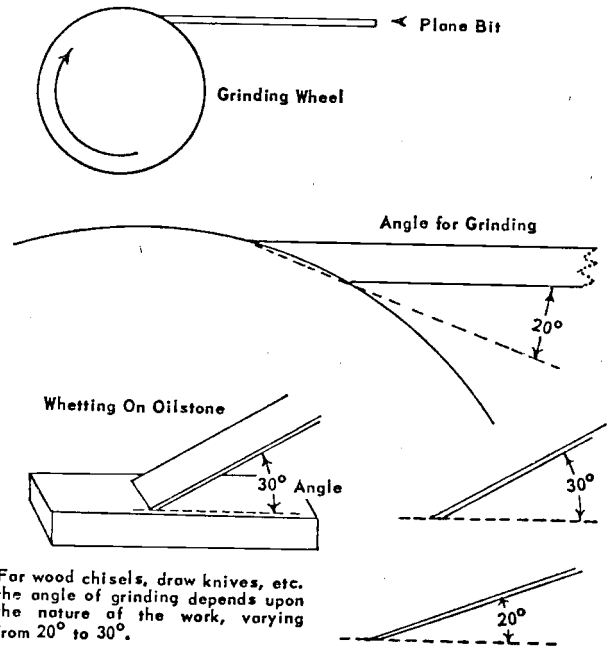 Plane Bit
Grinding Wheel
Angle for Grinding
20°
Whetting On Oilstone
30° Angle
30°
For wood chisels, draw knives, etc.
the angle of grinding depends upon
the nature of the work, varying
from 20° to 30°.
20°